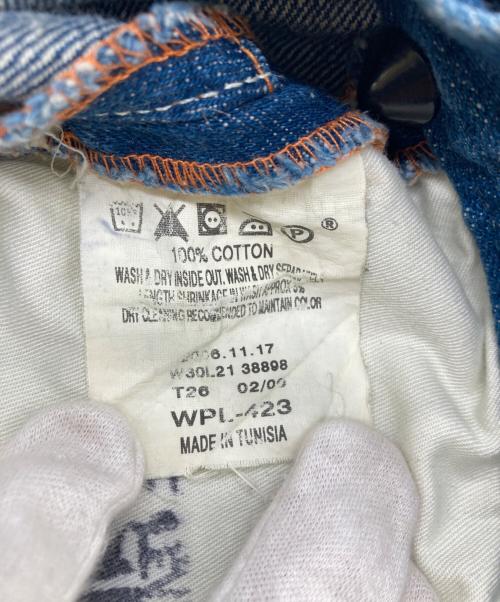 ®
100% COTTON
WASH & DRY INSIDE OUT. WASH & DRY SEPARATELY
LENGTH SHRINKAGE IN WASH APPROX 3%
DRY CLEANING RECOMMENDED TO MAINTAIN COLOR
2006.11.17
W30L21 38898
T26 02/00
WPL-423
MADE IN TUNISIA